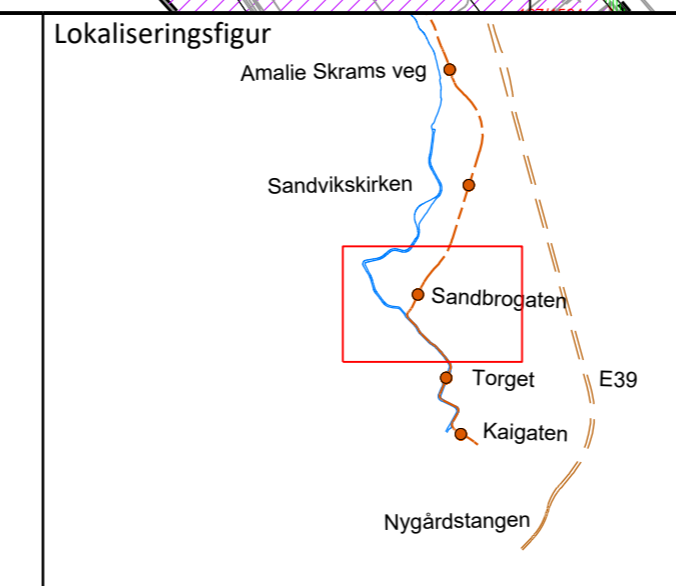 Lokaliseringsfigur
Amalie Skrams veg
Sandvikskirken
Sandbrogaten
Torget
E39
Kaigaten
Nygårdstangen